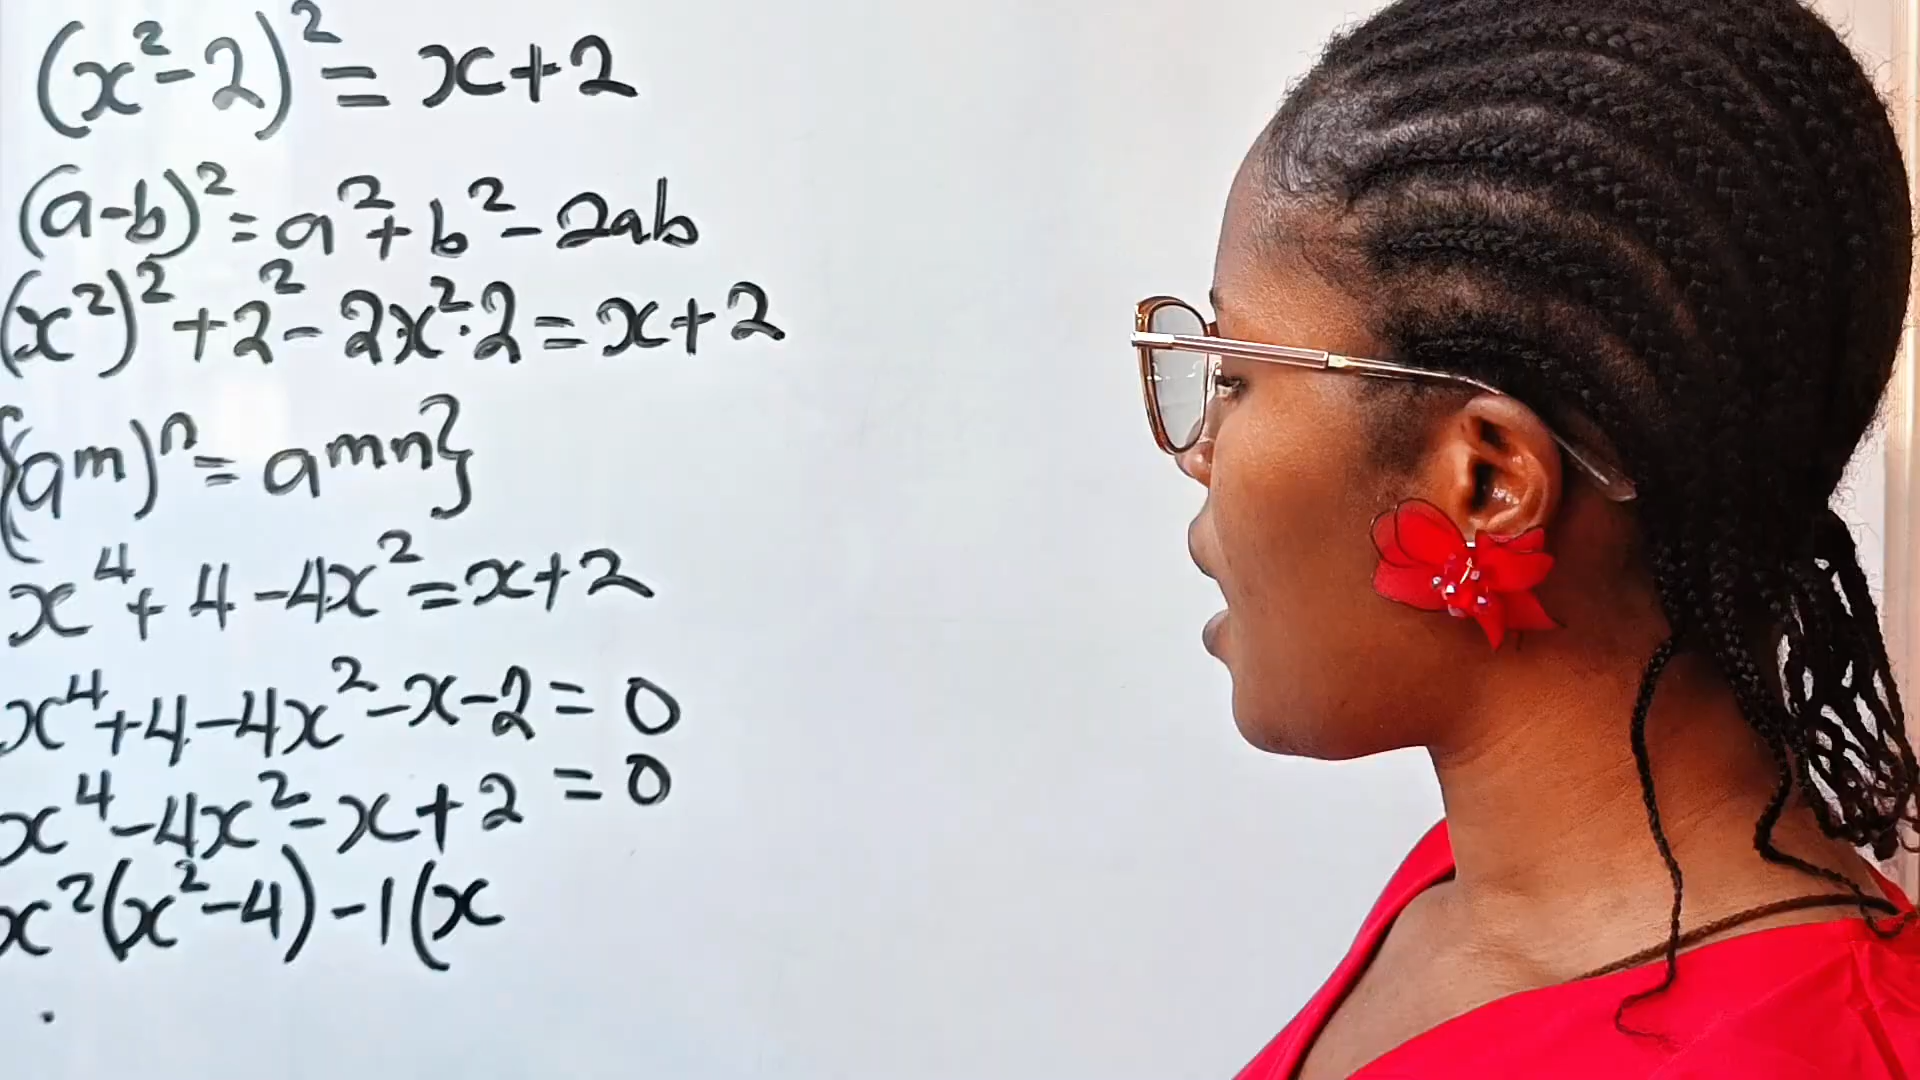 (x²-2)² = x+2
(a-b)² = a²+b²-2ab
(x²)²+2²-2x²·2=x+2
{(aᵐ)ⁿ = aᵐⁿ}
x⁴+4-4x²=x+2
x⁴+4-4x²-x-2=0
x⁴-4x²-x+2 =0
x²(x²-4)-1(x